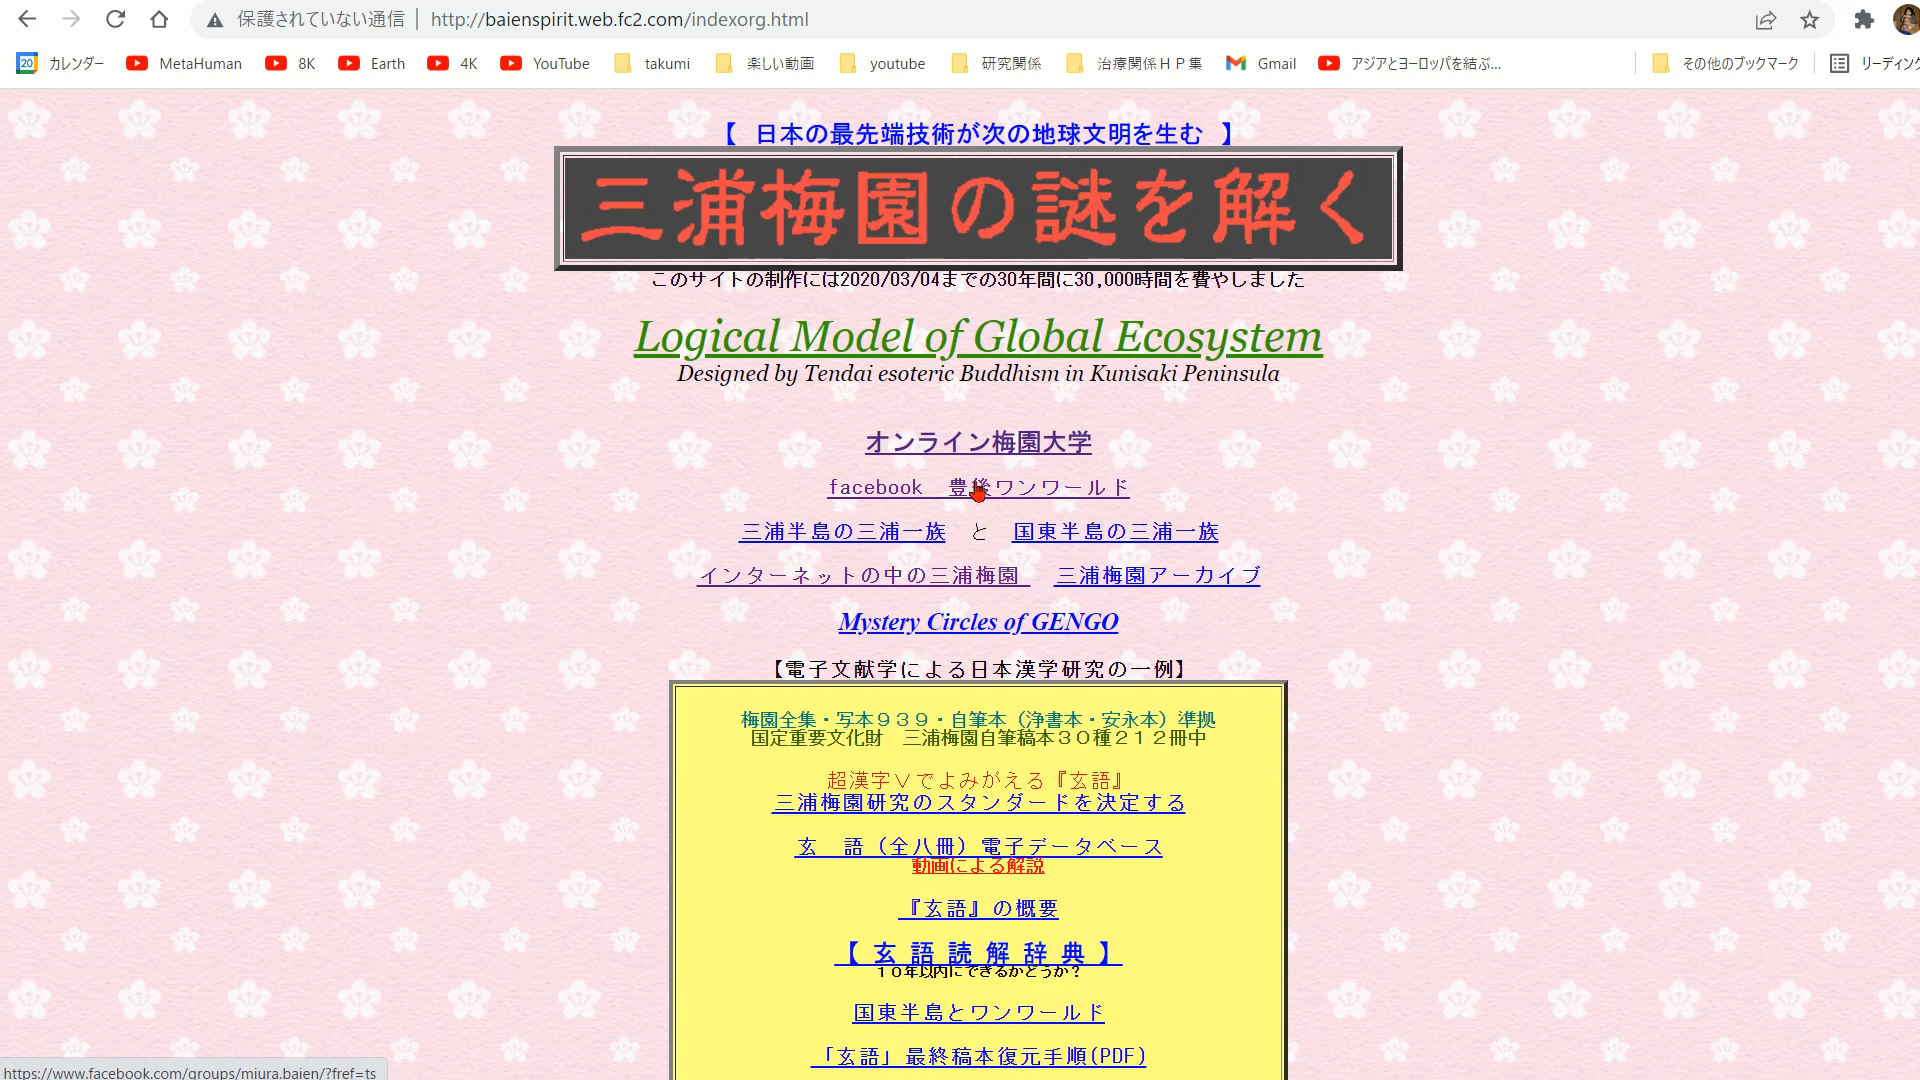 保護されていない通信 | http://baienspirit.web.fc2.com/indexorg.html
20 カレンダー MetaHuman 8K Earth 4K YouTube takumi 楽しい動画 youtube 研究関係 治療関係HP集 Gmail アジアとヨーロッパを結ぶ... その他のブックマーク リーディング
【 日本の最先端技術が次の地球文明を生む 】
三浦梅園の謎を解く
このサイトの制作には2020/03/04までの30年間に30,000時間を費やしました
Logical Model of Global Ecosystem
Designed by Tendai esoteric Buddhism in Kunisaki Peninsula
オンライン梅園大学
facebook 豊後ワンワールド
三浦半島の三浦一族 と 国東半島の三浦一族
インターネットの中の三浦梅園 三浦梅園アーカイブ
Mystery Circles of GENGO
【電子文献学による日本漢学研究の一例】
梅園全集・写本939・自筆本（浄書本・安永本）準拠
国定重要文化財 三浦梅園自筆稿本30種212冊中
超漢字Ｖでよみがえる『玄語』
三浦梅園研究のスタンダードを決定する
玄 語（全八冊）電子データベース
動画による解説
『玄語』の概要
【 玄 語 読 解 辞 典 】
10年以内にできるかどうか？
国東半島とワンワールド
「玄語」最終稿本復元手順(PDF)
https://www.facebook.com/groups/miura.baien/?fref=ts